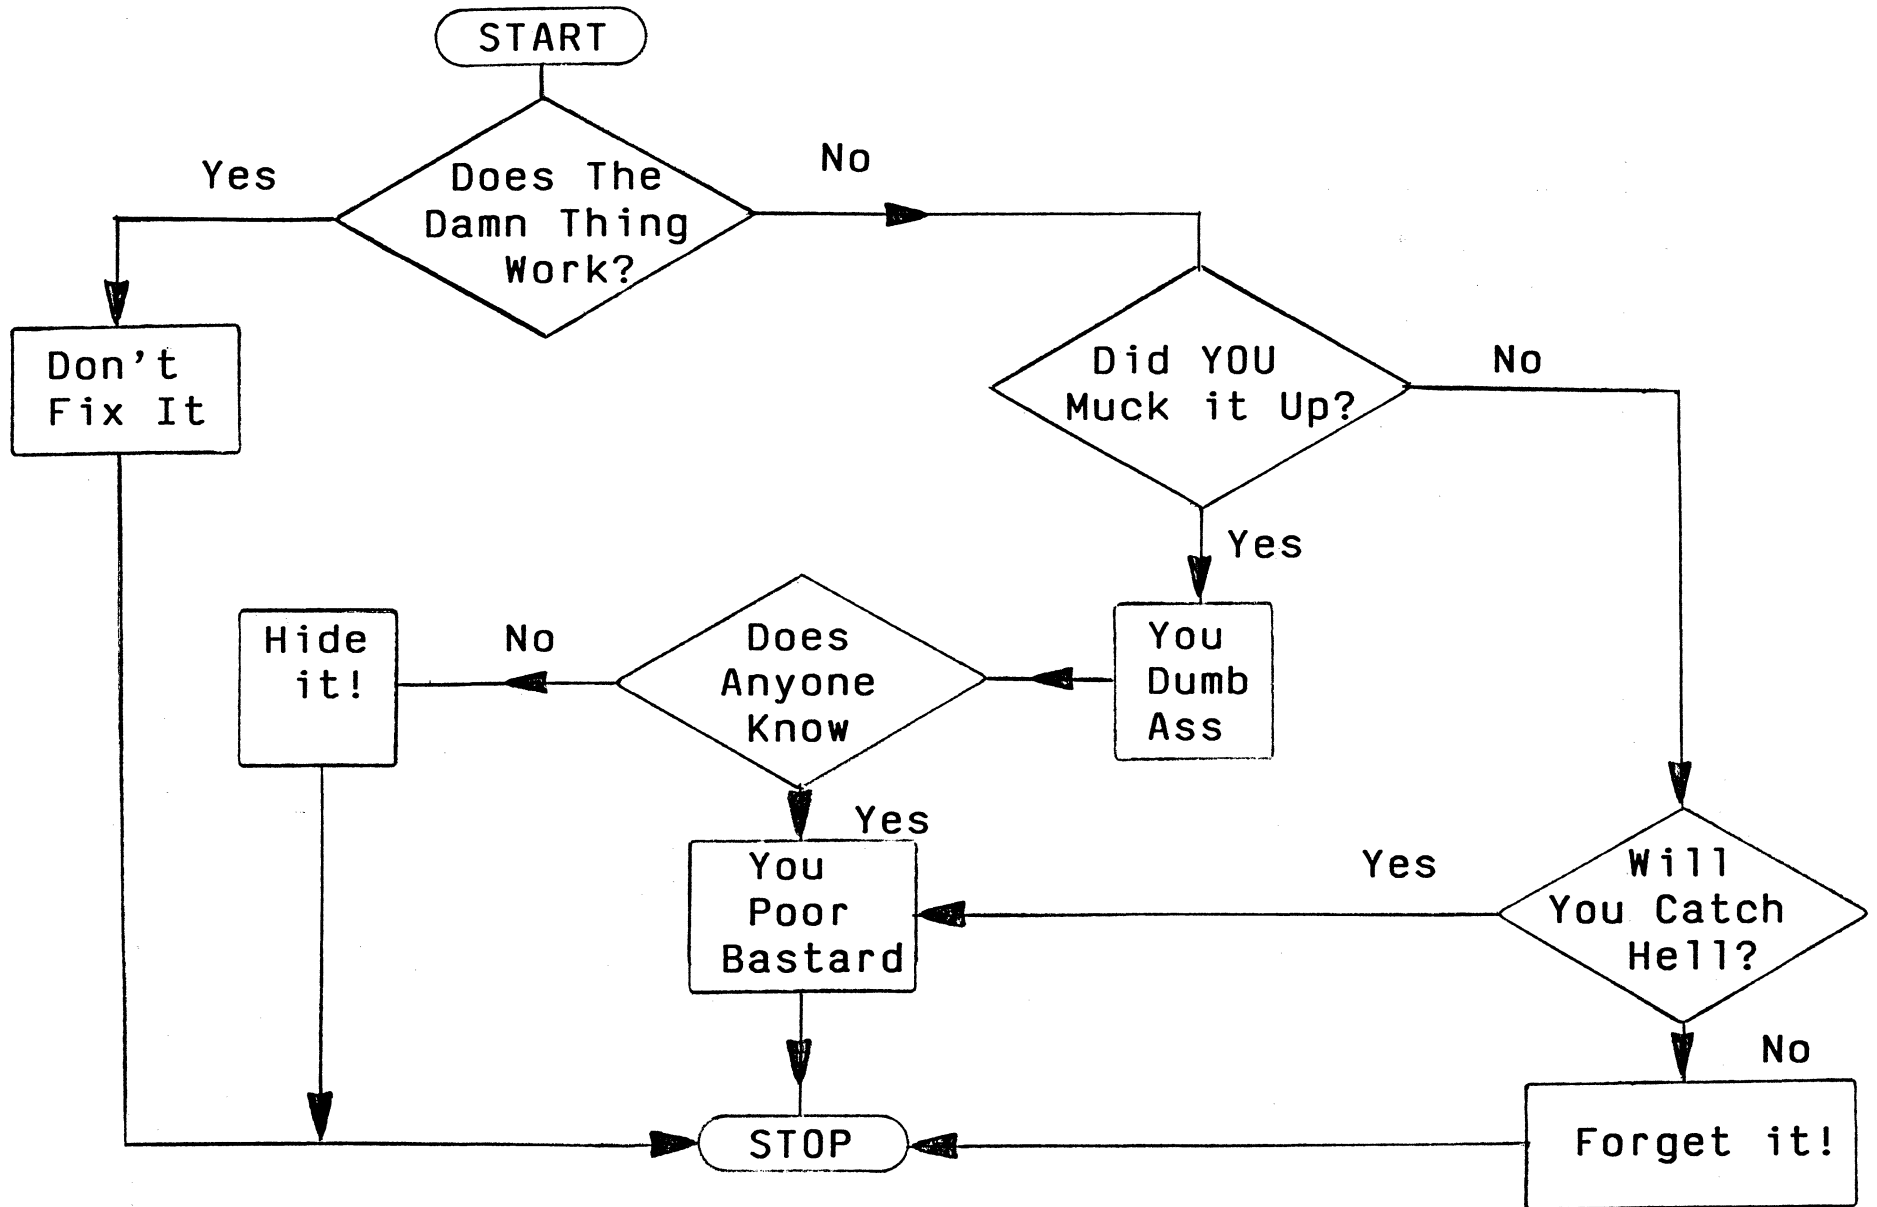 START
Yes
Does The
Damn Thing
Work?
No
Don't
Fix It
Did YOU
Muck it Up?
No
Yes
Hide
it!
No
Does
Anyone
Know
You
Dumb
Ass
Yes
You
Poor
Bastard
Yes
Will
You Catch
Hell?
No
STOP
Forget it!